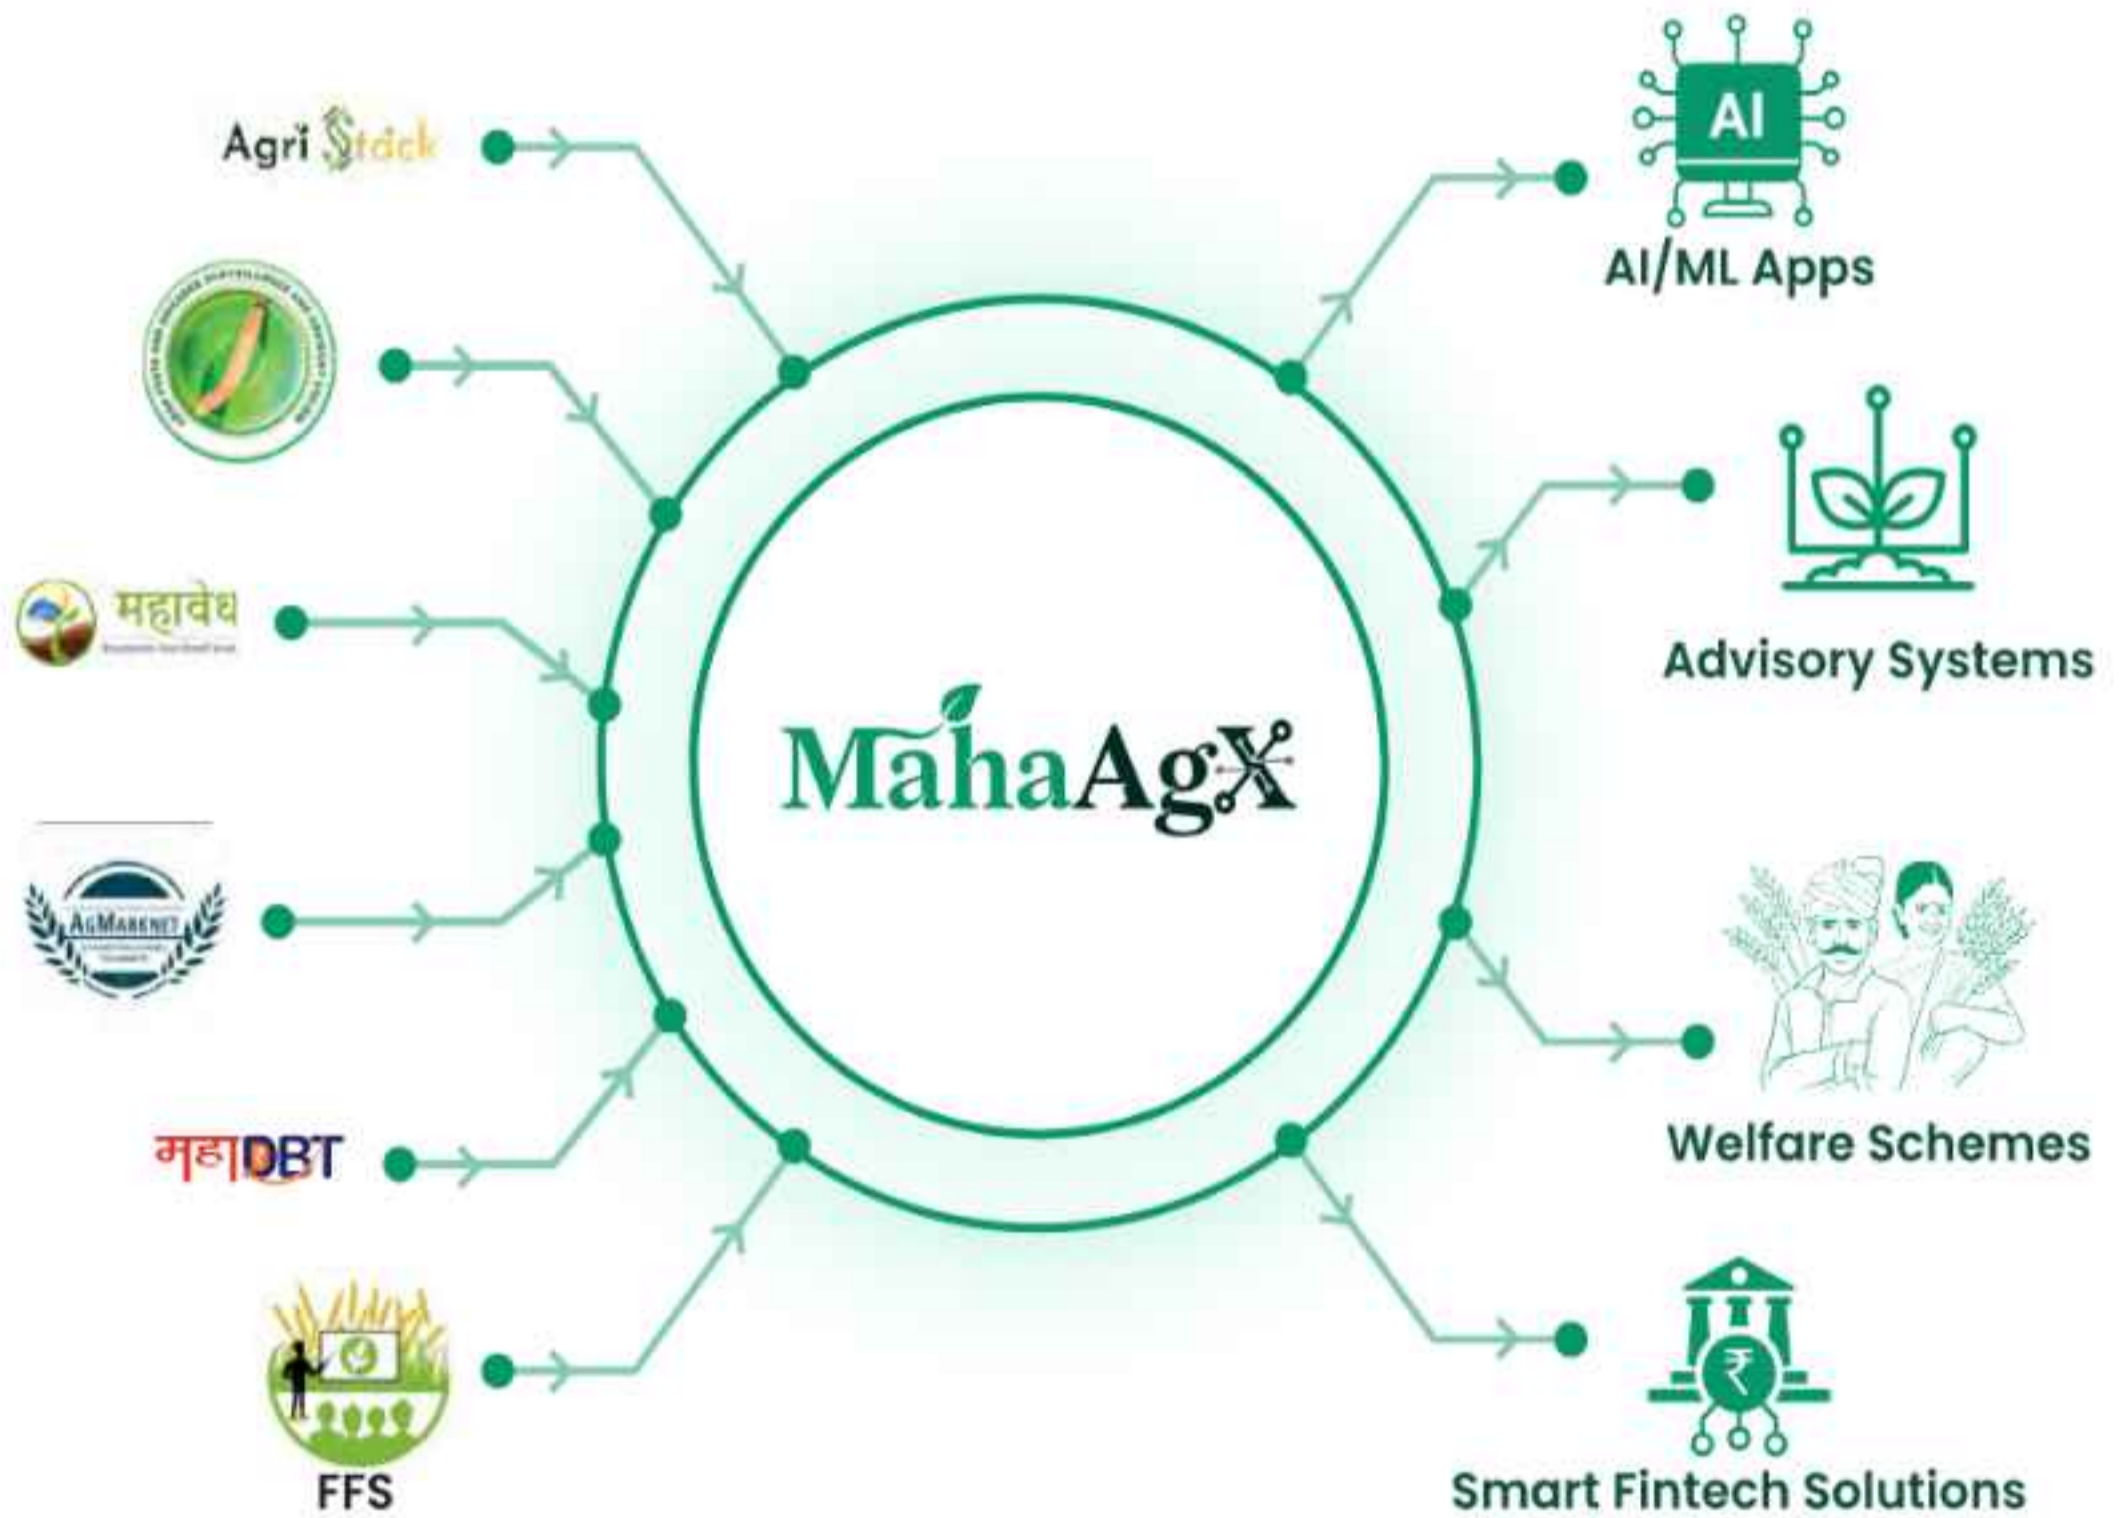 Agri Stack
महावेध
AGMARKNET
महाDBT
FFS
MahaAgX
AI
AI/ML Apps
Advisory Systems
Welfare Schemes
₹
Smart Fintech Solutions